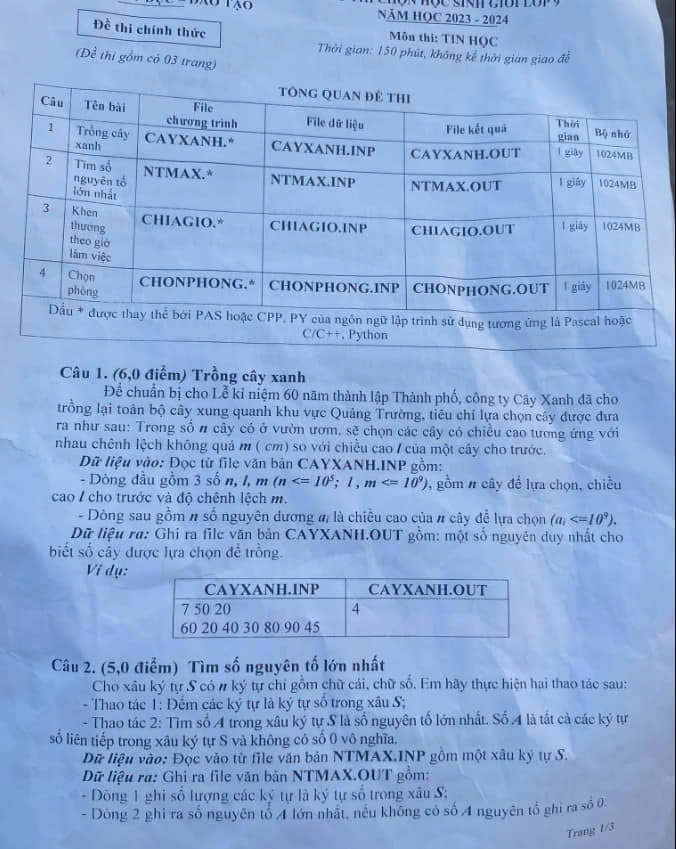 TẠO
NĂM HỌC 2023 - 2024
Đề thi chính thức
Môn thi: TIN HỌC
(Đề thi gồm có 03 trang)
Thời gian: 150 phút, không kể thời gian giao đề
TỔNG QUAN ĐỀ THI
Câu Tên bài File chương trình File dữ liệu File kết quả Thời gian Bộ nhớ
1 Trồng cây xanh CAYXANH.* CAYXANH.INP CAYXANH.OUT 1 giây 1024MB
2 Tìm số nguyên tố lớn nhất NTMAX.* NTMAX.INP NTMAX.OUT 1 giây 1024MB
3 Khen thưởng theo giờ làm việc CHIAGIO.* CHIAGIO.INP CHIAGIO.OUT 1 giây 1024MB
4 Chọn phòng CHONPHONG.* CHONPHONG.INP CHONPHONG.OUT 1 giây 1024MB
Dấu * được thay thế bởi PAS hoặc CPP, PY của ngôn ngữ lập trình sử dụng tương ứng là Pascal hoặc
C/C++, Python
Câu 1. (6,0 điểm) Trồng cây xanh
Để chuẩn bị cho Lễ kỉ niệm 60 năm thành lập Thành phố, công ty Cây Xanh đã cho
trồng lại toàn bộ cây xung quanh khu vực Quảng Trường, tiêu chí lựa chọn cây được đưa
ra như sau: Trong số n cây có ở vườn ươm, sẽ chọn các cây có chiều cao tương ứng với
nhau chênh lệch không quá m ( cm) so với chiều cao l của một cây cho trước.
Dữ liệu vào: Đọc từ file văn bản CAYXANH.INP gồm:
- Dòng đầu gồm 3 số n, l, m (n <= 10⁵; l , m <= 10⁹), gồm n cây để lựa chọn, chiều
cao l cho trước và độ chênh lệch m.
- Dòng sau gồm n số nguyên dương aᵢ là chiều cao của n cây để lựa chọn (aᵢ <=10⁹).
Dữ liệu ra: Ghi ra file văn bản CAYXANH.OUT gồm: một số nguyên duy nhất cho
biết số cây được lựa chọn để trồng.
Ví dụ:
CAYXANH.INP CAYXANH.OUT
7 50 20 4
60 20 40 30 80 90 45
Câu 2. (5,0 điểm) Tìm số nguyên tố lớn nhất
Cho xâu ký tự S có n ký tự chỉ gồm chữ cái, chữ số. Em hãy thực hiện hai thao tác sau:
- Thao tác 1: Đếm các ký tự là ký tự số trong xâu S;
- Thao tác 2: Tìm số A trong xâu ký tự S là số nguyên tố lớn nhất. Số A là tất cả các ký tự
số liên tiếp trong xâu ký tự S và không có số 0 vô nghĩa.
Dữ liệu vào: Đọc vào từ file văn bản NTMAX.INP gồm một xâu ký tự S.
Dữ liệu ra: Ghi ra file văn bản NTMAX.OUT gồm:
- Dòng 1 ghi số lượng các ký tự là ký tự số trong xâu S;
- Dòng 2 ghi ra số nguyên tố A lớn nhất, nếu không có số A nguyên tố ghi ra số 0.
Trang 1/3